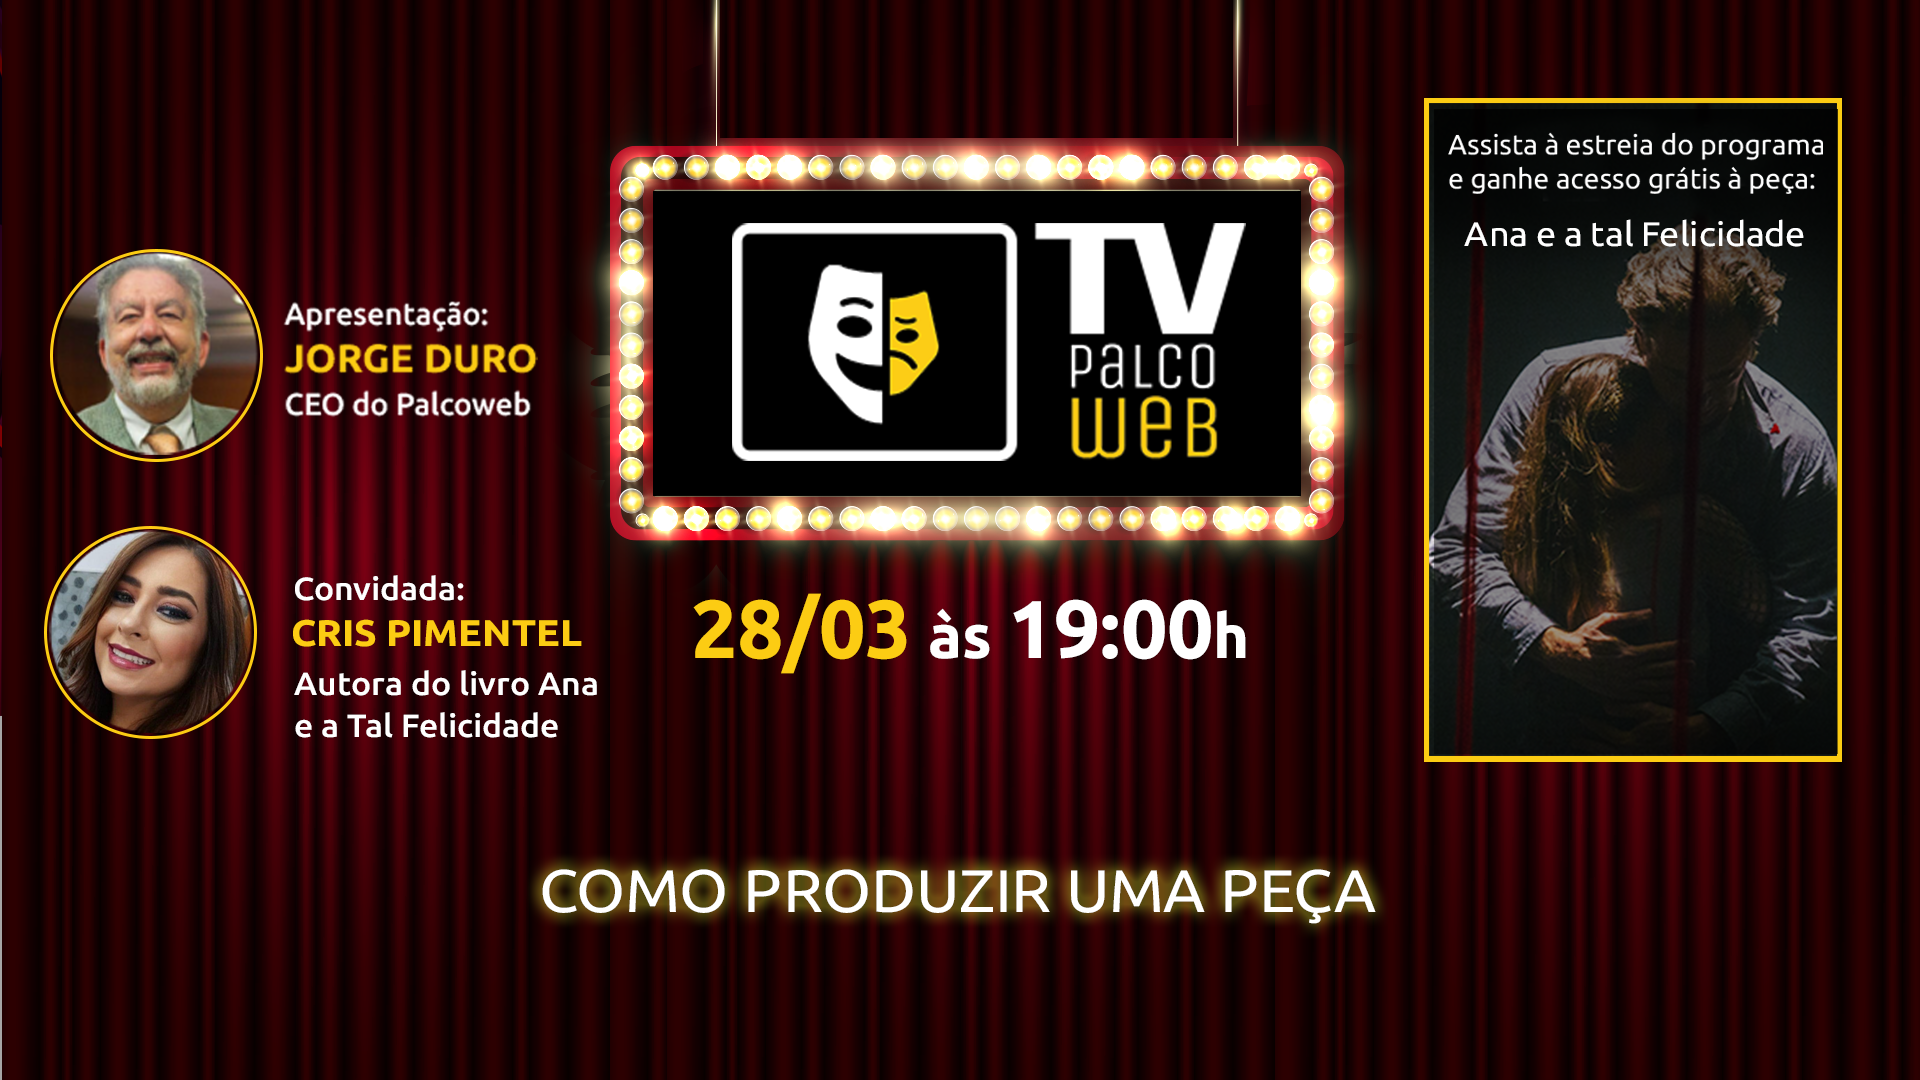 Apresentação:
JORGE DURO
CEO do Palcoweb
Convidada:
CRIS PIMENTEL
Autora do livro Ana
e a Tal Felicidade
TV
PALCO
WEB
28/03 às 19:00h
Assista à estreia do programa
e ganhe acesso grátis à peça:
Ana e a tal Felicidade
COMO PRODUZIR UMA PEÇA